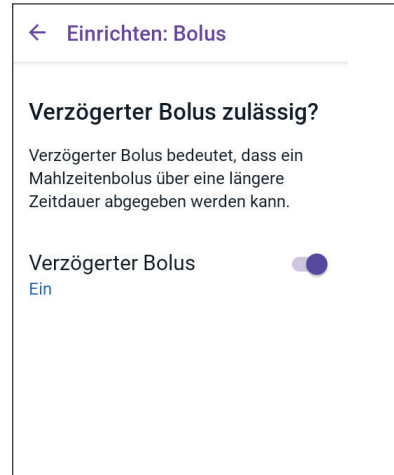 Einrichten: Bolus
Verzögerter Bolus zulässig?
Verzögerter Bolus bedeutet, dass ein
Mahlzeitenbolus über eine längere
Zeitdauer abgegeben werden kann.
Verzögerter Bolus
Ein